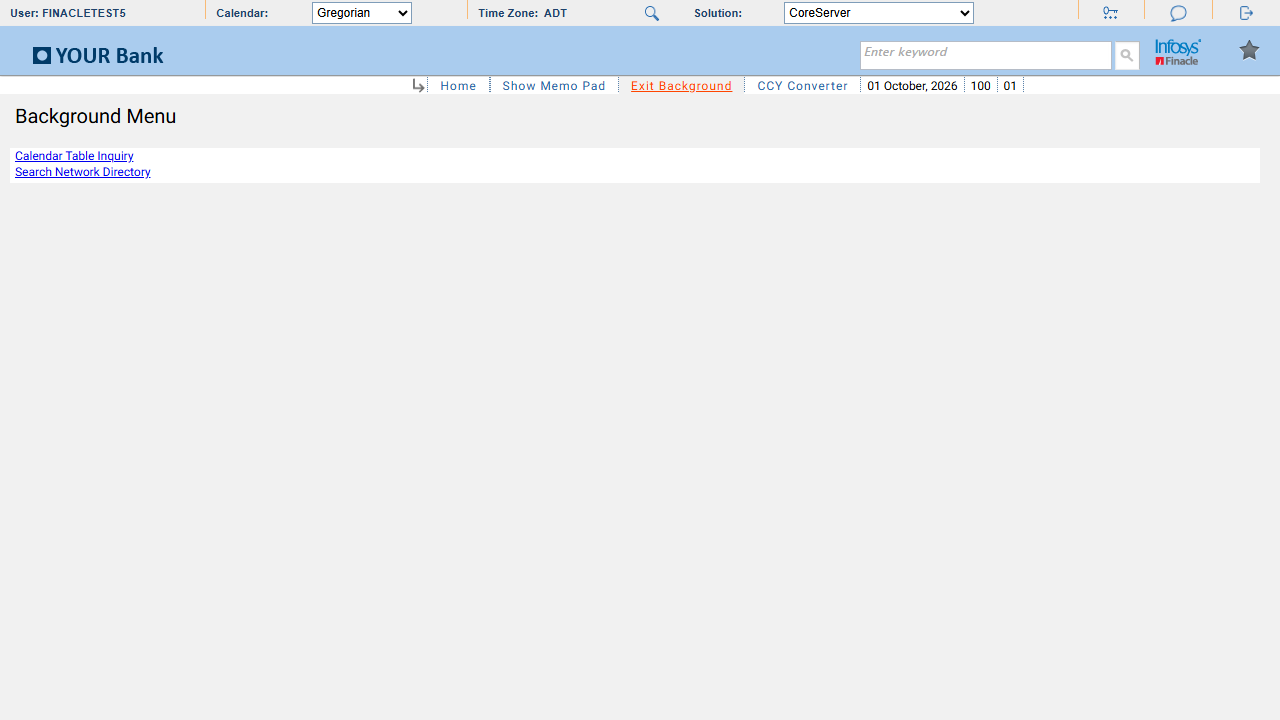 User: FINACLETEST5 Calendar: Gregorian Time Zone: ADT Solution: CoreServer
YOUR Bank Enter keyword Infosys
Finacle
Home Show Memo Pad Exit Background CCY Converter 01 October, 2026 100 01
Background Menu
Calendar Table Inquiry
Search Network Directory